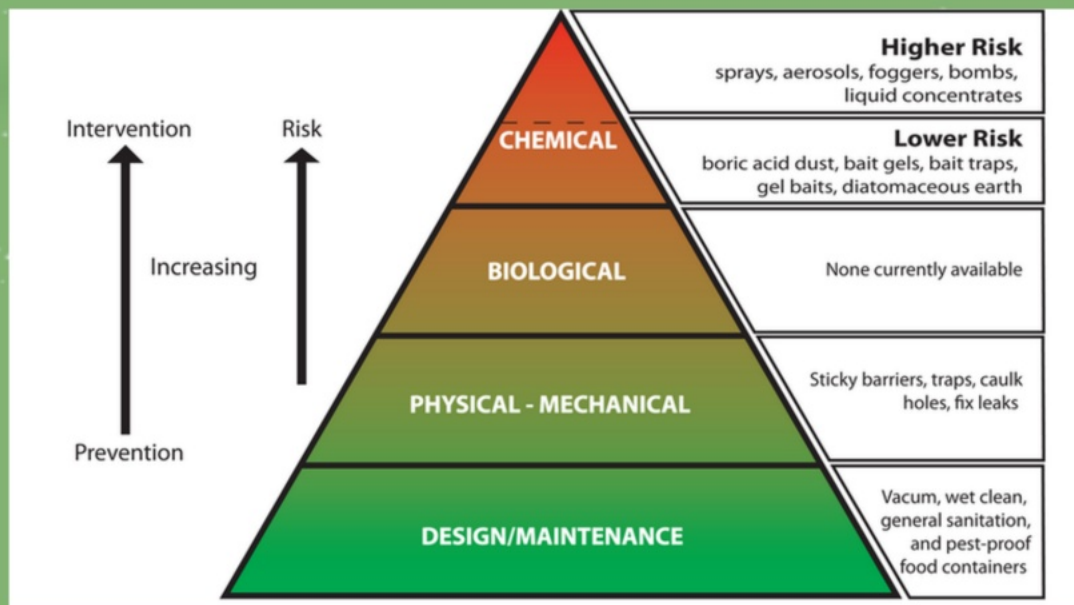 Intervention
Risk
Increasing
Prevention
CHEMICAL
BIOLOGICAL
PHYSICAL - MECHANICAL
DESIGN/MAINTENANCE
Higher Risk
sprays, aerosols, foggers, bombs,
liquid concentrates
Lower Risk
boric acid dust, bait gels, bait traps,
gel baits, diatomaceous earth
None currently available
Sticky barriers, traps, caulk
holes, fix leaks
Vacum, wet clean,
general sanitation,
and pest-proof
food containers